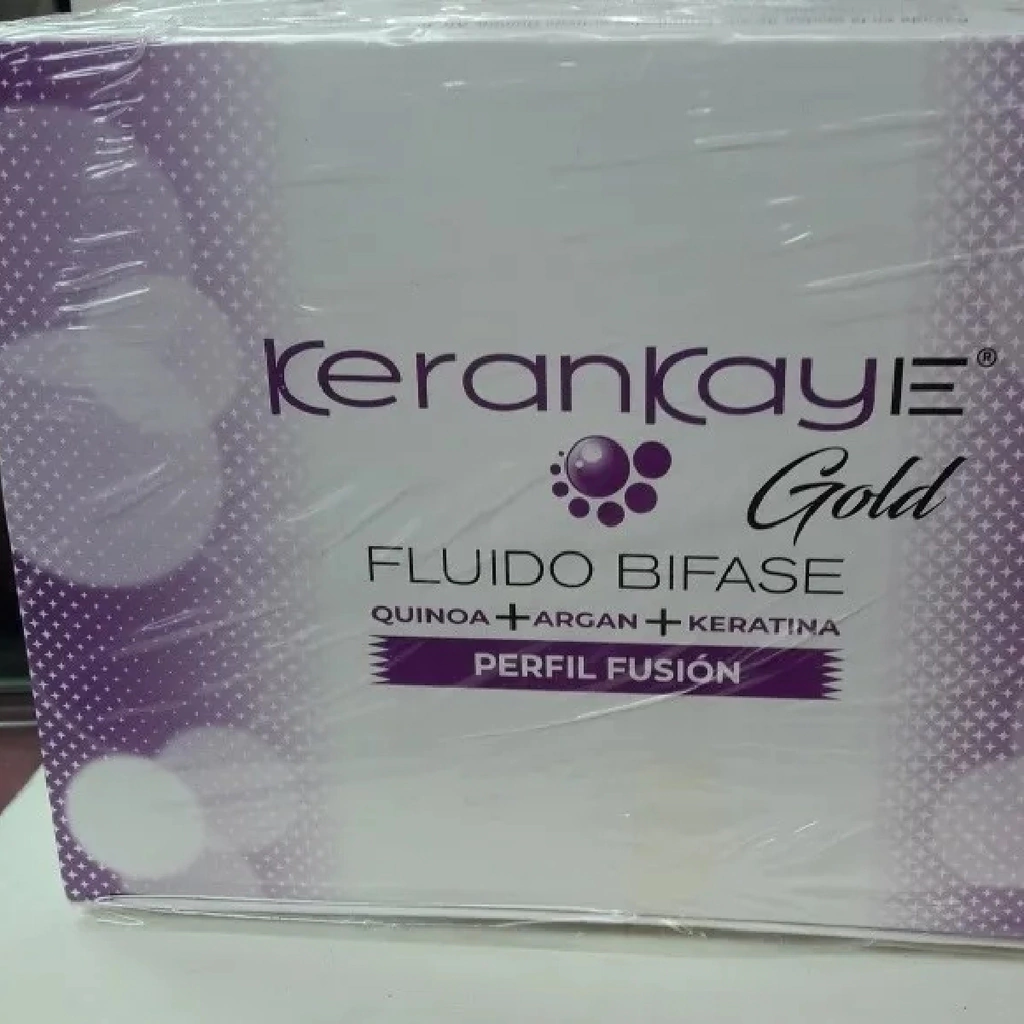 KeranKayE®
Gold
FLUIDO BIFASE
QUINOA + ARGAN + KERATINA
PERFIL FUSIÓN